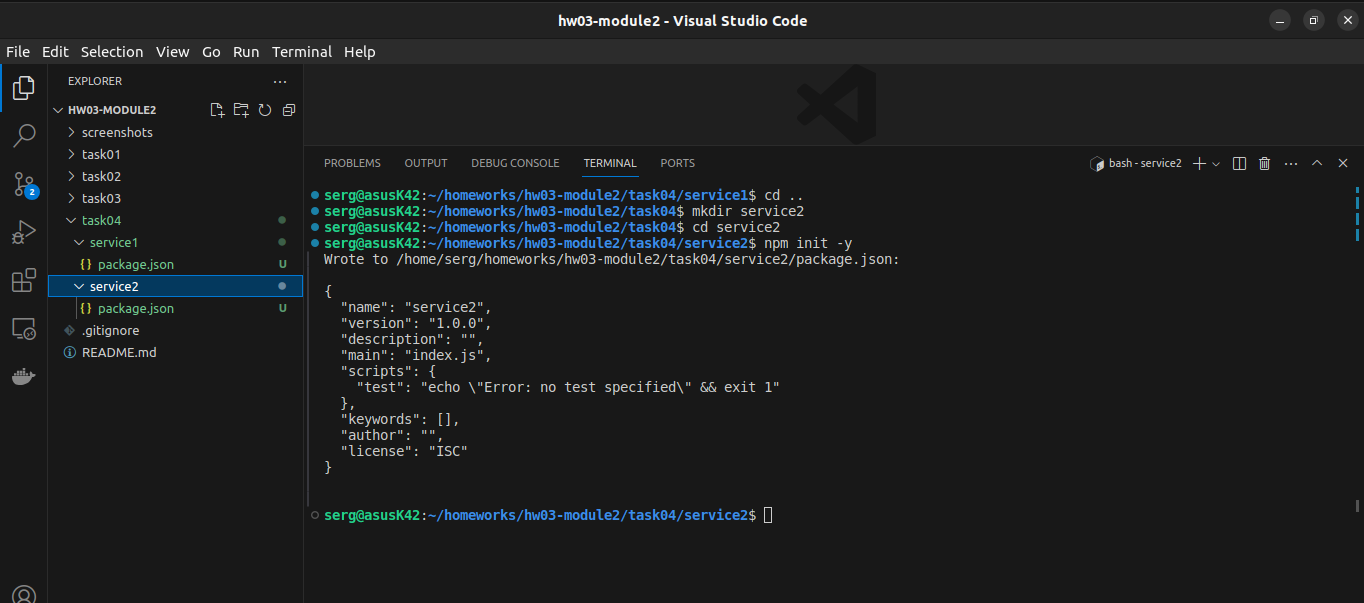 hw03-module2 - Visual Studio Code
File Edit Selection View Go Run Terminal Help
EXPLORER
HW03-MODULE2
screenshots
task01
task02
task03
task04
service1
{} package.json U
service2
{} package.json U
.gitignore
README.md
2
PROBLEMS OUTPUT DEBUG CONSOLE TERMINAL PORTS
bash - service2
serg@asusK42:~/homeworks/hw03-module2/task04/service1$ cd ..
serg@asusK42:~/homeworks/hw03-module2/task04$ mkdir service2
serg@asusK42:~/homeworks/hw03-module2/task04$ cd service2
serg@asusK42:~/homeworks/hw03-module2/task04/service2$ npm init -y
Wrote to /home/serg/homeworks/hw03-module2/task04/service2/package.json:
{
  "name": "service2",
  "version": "1.0.0",
  "description": "",
  "main": "index.js",
  "scripts": {
    "test": "echo \"Error: no test specified\" && exit 1"
  },
  "keywords": [],
  "author": "",
  "license": "ISC"
}
serg@asusK42:~/homeworks/hw03-module2/task04/service2$